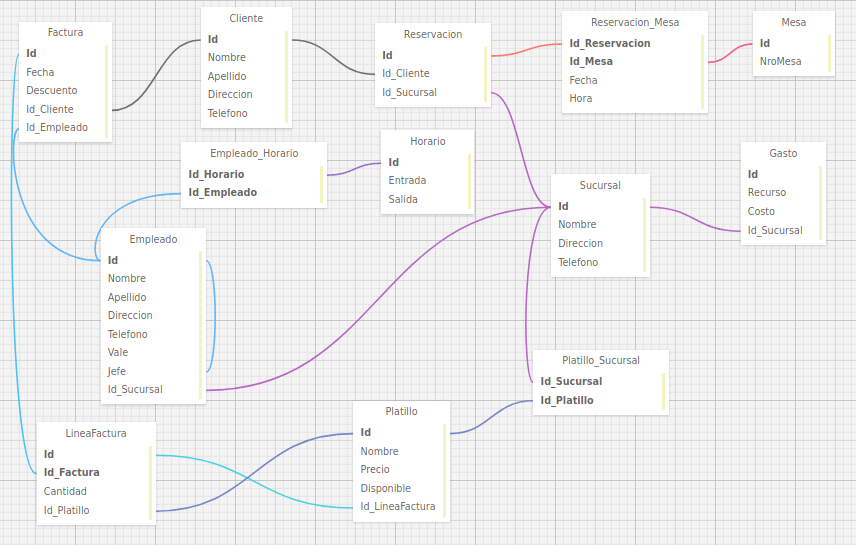 Factura
Id
Fecha
Descuento
Id_Cliente
Id_Empleado
Cliente
Id
Nombre
Apellido
Direccion
Telefono
Reservacion
Id
Id_Cliente
Id_Sucursal
Reservacion_Mesa
Id_Reservacion
Id_Mesa
Fecha
Hora
Mesa
Id
NroMesa
Empleado_Horario
Id_Horario
Id_Empleado
Horario
Id
Entrada
Salida
Sucursal
Id
Nombre
Direccion
Telefono
Gasto
Id
Recurso
Costo
Id_Sucursal
Empleado
Id
Nombre
Apellido
Direccion
Telefono
Vale
Jefe
Id_Sucursal
Platillo_Sucursal
Id_Sucursal
Id_Platillo
LineaFactura
Id
Id_Factura
Cantidad
Id_Platillo
Platillo
Id
Nombre
Precio
Disponible
Id_LineaFactura